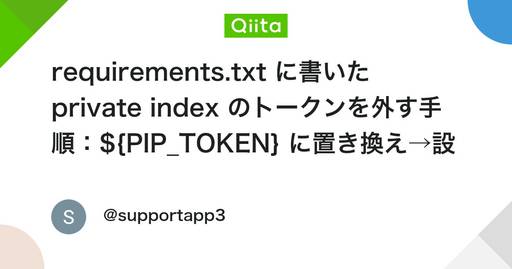 Qiita
requirements.txt に書いた
private index のトークンを外す手
順：${PIP_TOKEN} に置き換え→設
S
@supportapp3